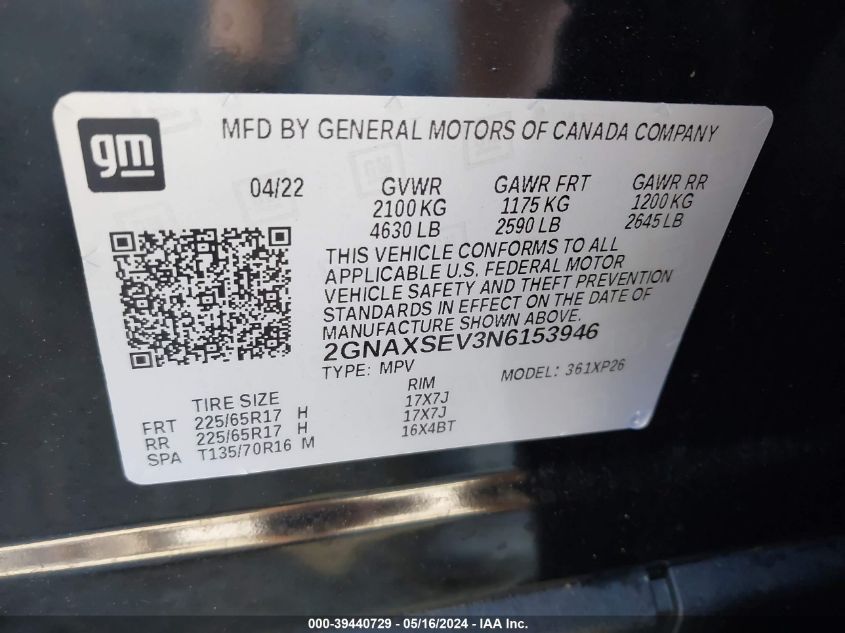 gm
MFD BY GENERAL MOTORS OF CANADA COMPANY
04/22 GVWR GAWR FRT GAWR RR
2100 KG 1175 KG 1200 KG
4630 LB 2590 LB 2645 LB
THIS VEHICLE CONFORMS TO ALL
APPLICABLE U.S. FEDERAL MOTOR
VEHICLE SAFETY AND THEFT PREVENTION
STANDARDS IN EFFECT ON THE DATE OF
MANUFACTURE SHOWN ABOVE.
2GNAXSEV3N6153946
TYPE: MPV MODEL: 361XP26
TIRE SIZE RIM
FRT 225/65R17 H 17X7J
RR 225/65R17 H 17X7J
SPA T135/70R16 M 16X4BT
000-39440729 - 05/16/2024 - IAA Inc.